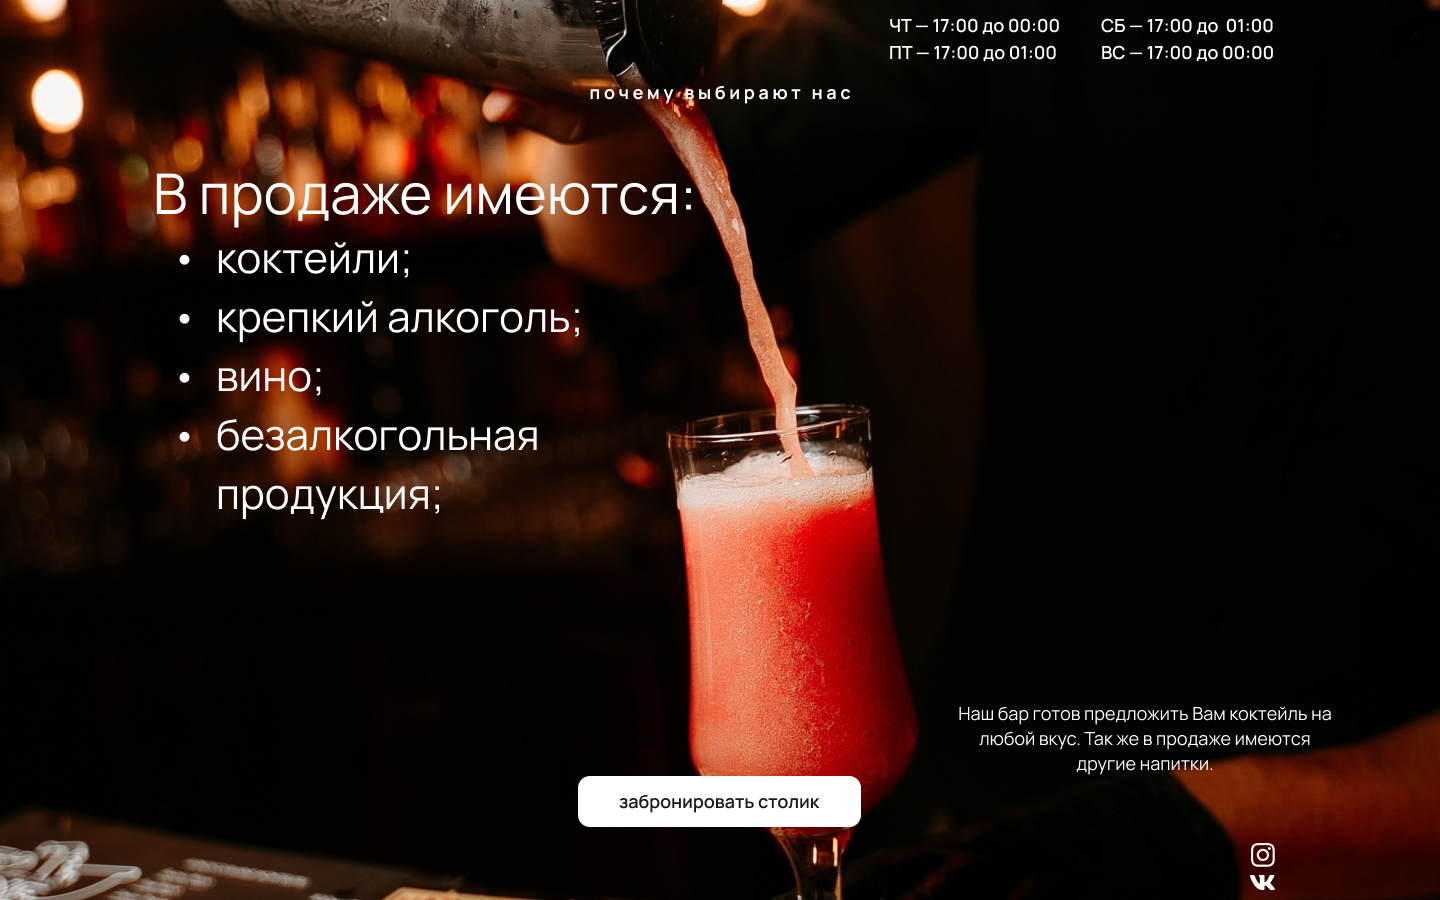 ЧТ — 17:00 до 00:00
СБ — 17:00 до 01:00
ПТ — 17:00 до 01:00
ВС — 17:00 до 00:00
почему выбирают нас
В продаже имеются:
• коктейли;
• крепкий алкоголь;
• вино;
• безалкогольная
продукция;
Наш бар готов предложить Вам коктейль на
любой вкус. Так же в продаже имеются
другие напитки.
забронировать столик